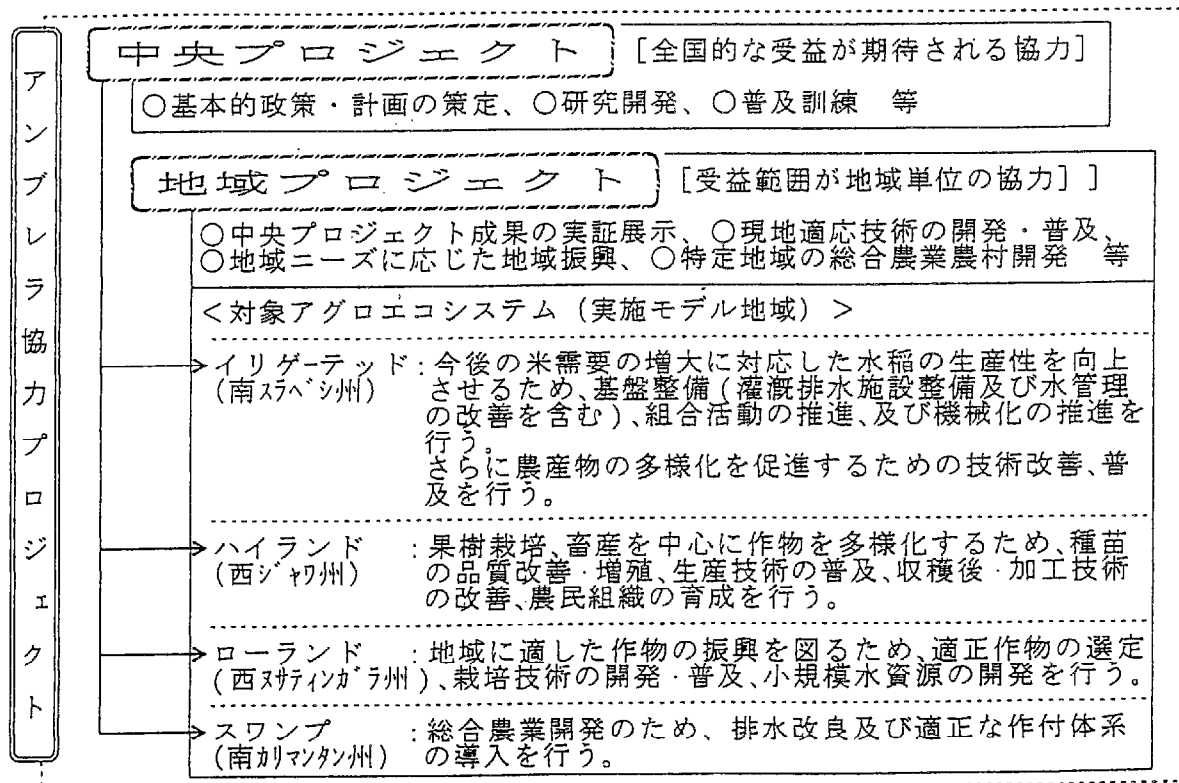 アンブレラ協力プロジェクト
中央プロジェクト [全国的な受益が期待される協力]
○基本的政策・計画の策定、○研究開発、○普及訓練 等
地域プロジェクト [受益範囲が地域単位の協力] ]
○中央プロジェクト成果の実証展示、○現地適応技術の開発・普及、
○地域ニーズに応じた地域振興、○特定地域の総合農業農村開発 等
<対象アグロエコシステム (実施モデル地域) >
イリゲーテッド:今後の米需要の増大に対応した水稲の生産性を向上
(南スラベシ州) させるため、基盤整備(灌漑排水施設整備及び水管理
の改善を含む)、組合活動の推進、及び機械化の推進を
行う。
さらに農産物の多様化を促進するための技術改善、普
及を行う。
ハイランド :果樹栽培、畜産を中心に作物を多様化するため、種苗
(西ジャワ州) の品質改善・増殖、生産技術の普及、収穫後・加工技術
の改善、農民組織の育成を行う。
ローランド :地域に適した作物の振興を図るため、適正作物の選定
(西ヌサティンガラ州)、栽培技術の開発・普及、小規模水資源の開発を行う。
スワンプ :総合農業開発のため、排水改良及び適正な作付体系
(南カリマンタン州) の導入を行う。